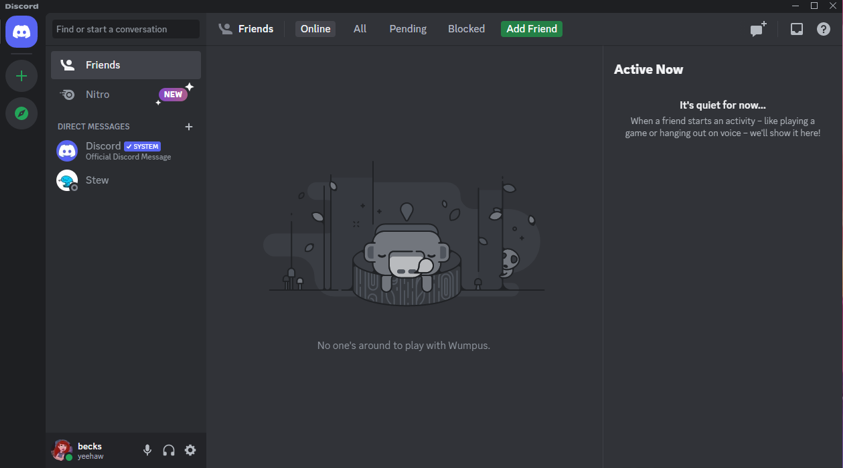 Discord
Find or start a conversation
Friends
Online
All
Pending
Blocked
Add Friend
Friends
Nitro
NEW
DIRECT MESSAGES
Discord
SYSTEM
Official Discord Message
Stew
No one's around to play with Wumpus.
Active Now
It's quiet for now...
When a friend starts an activity – like playing a
game or hanging out on voice – we'll show it here!
becks
yeehaw